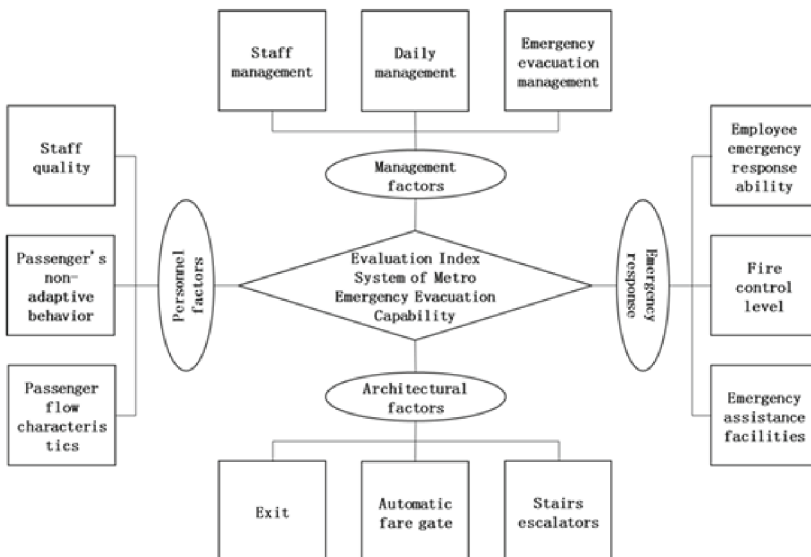 Staff
management
Daily
management
Emergency
evacuation
management
Management
factors
Staff
quality
Passenger's
non-
adaptive
behavior
Passenger
flow
characteris
tics
Personnel
factors
Evaluation Index
System of Metro
Emergency Evacuation
Capability
Emergency
response
Employee
emergency
response
ability
Fire
control
level
Emergency
assistance
facilities
Architectural
factors
Exit
Automatic
fare gate
Stairs
escalators